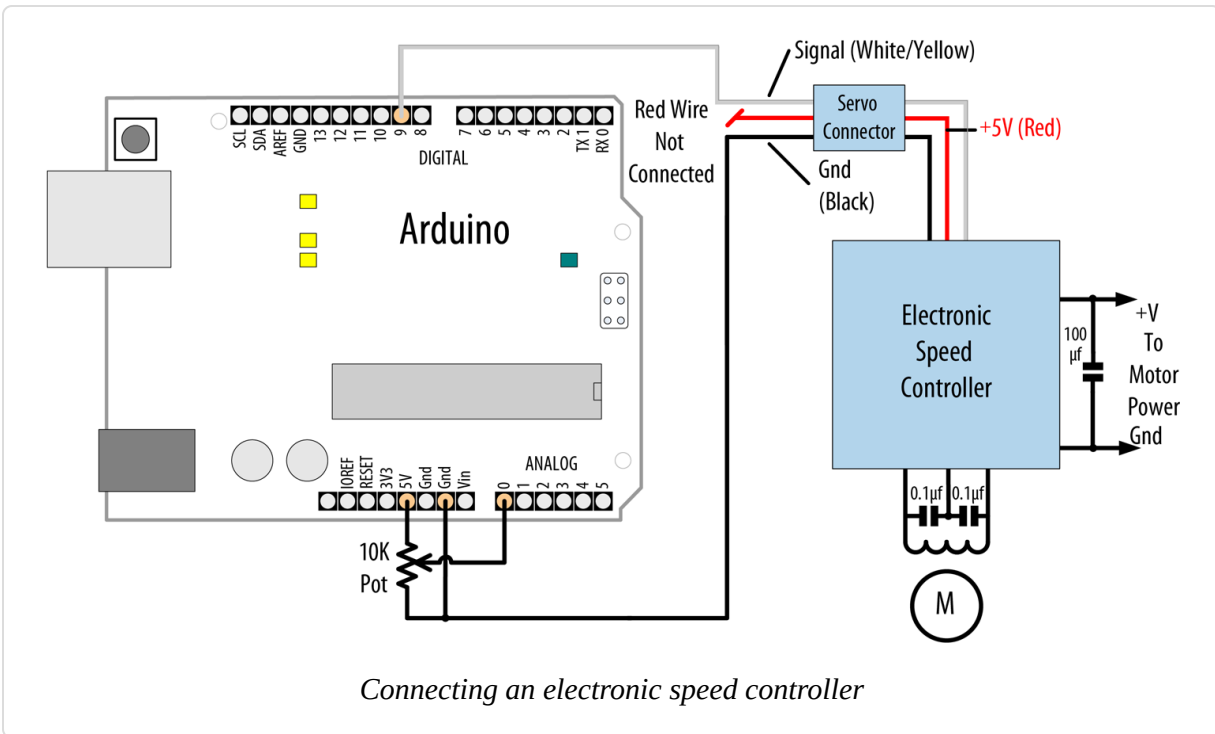 Signal (White/Yellow)
Red Wire
Not
Connected
Servo
Connector
+5V (Red)
Gnd
(Black)
SCL
SDA
AREF
GND
13
12
11
10
9
8
7
6
5
4
3
2
TX 1
RX 0
DIGITAL
Arduino
Electronic
Speed
Controller
100
µf
+V
To
Motor
Power
Gnd
IOREF
RESET
3V3
5V
Gnd
Gnd
Vin
ANALOG
0
1
2
3
4
5
0.1µf
0.1µf
10K
Pot
M
Connecting an electronic speed controller